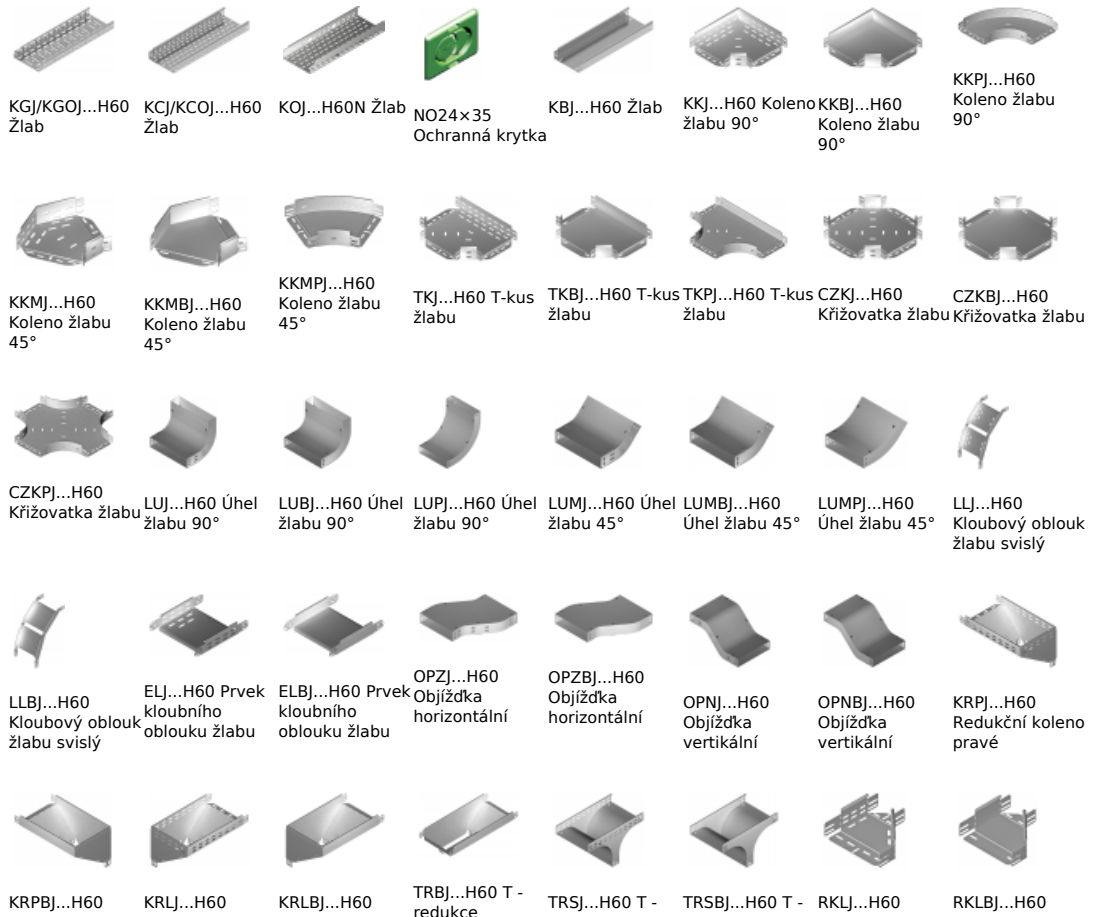 KGJ/KGOJ...H60
Žlab
KCJ/KCOJ...H60
Žlab
KOJ...H60N Žlab
NO24×35
Ochranná krytka
KBJ...H60 Žlab
KKJ...H60 Koleno
žlabu 90°
KKBJ...H60
Koleno žlabu
90°
KKPJ...H60
Koleno žlabu
90°
KKMJ...H60
Koleno žlabu
45°
KKMBJ...H60
Koleno žlabu
45°
KKMPJ...H60
Koleno žlabu
45°
TKJ...H60 T-kus
žlabu
TKBJ...H60 T-kus
žlabu
TKPJ...H60 T-kus
žlabu
CZKJ...H60
Křižovatka žlabu
CZKBJ...H60
Křižovatka žlabu
CZKPJ...H60
Křižovatka žlabu
LUJ...H60 Úhel
žlabu 90°
LUBJ...H60 Úhel
žlabu 90°
LUPJ...H60 Úhel
žlabu 90°
LUMJ...H60 Úhel
žlabu 45°
LUMBJ...H60
Úhel žlabu 45°
LUMPJ...H60
Úhel žlabu 45°
LLJ...H60
Kloubový oblouk
žlabu svislý
LLBJ...H60
Kloubový oblouk
žlabu svislý
ELJ...H60 Prvek
kloubního
oblouku žlabu
ELBJ...H60 Prvek
kloubního
oblouku žlabu
OPZJ...H60
Objížďka
horizontální
OPZBJ...H60
Objížďka
horizontální
OPNJ...H60
Objížďka
vertikální
OPNBJ...H60
Objížďka
vertikální
KRPJ...H60
Redukční koleno
pravé
KRPBJ...H60
KRLJ...H60
KRLBJ...H60
TRBJ...H60 T -
redukce
TRSJ...H60 T -
TRSBJ...H60 T -
RKLJ...H60
RKLBJ...H60